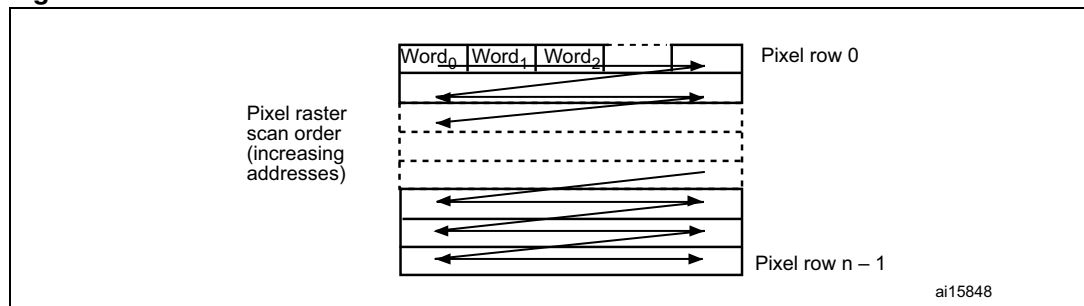 Word0 Word1 Word2
Pixel row 0
Pixel raster
scan order
(increasing
addresses)
Pixel row n – 1
ai15848